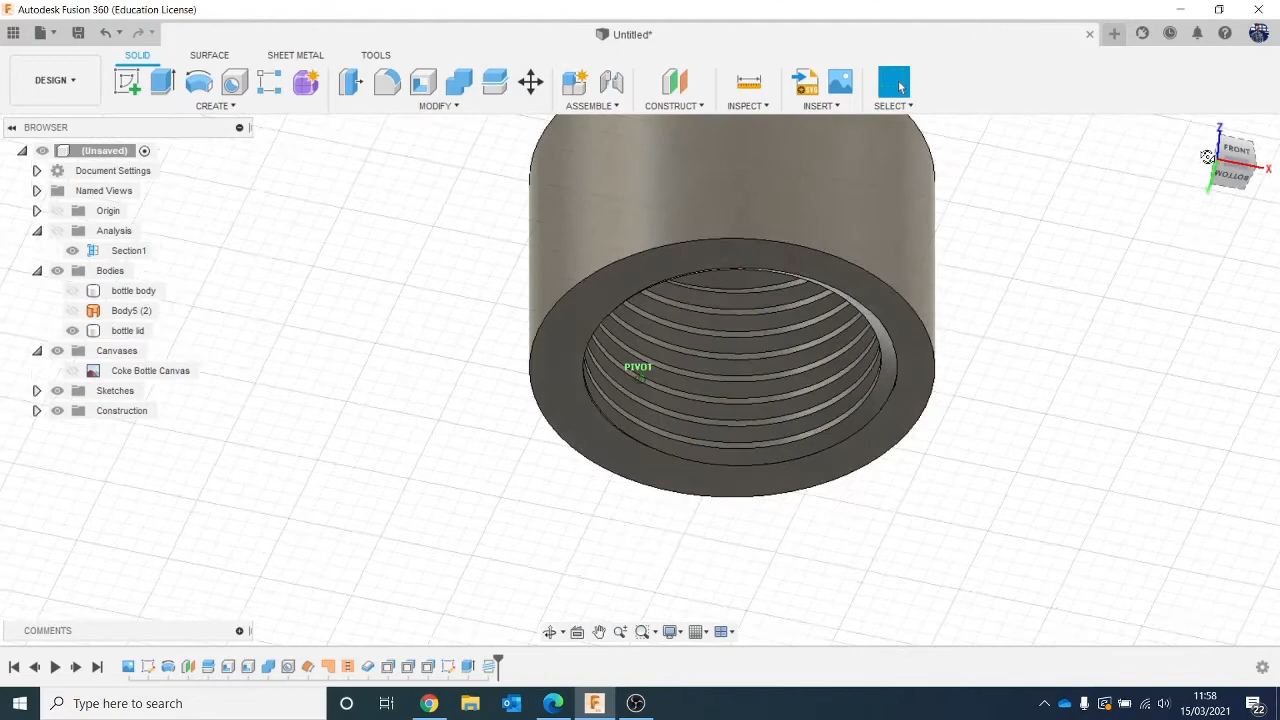 Autodesk Fusion 360 (Education License)
Untitled*
SOLID SURFACE SHEET METAL TOOLS
DESIGN
CREATE MODIFY ASSEMBLE CONSTRUCT INSPECT INSERT SELECT
BROWSER
(Unsaved)
Document Settings
Named Views
Origin
Analysis
Section1
Bodies
bottle body
Body5 (2)
bottle lid
Canvases
Coke Bottle Canvas
Sketches
Construction
Z
FRONT
X
BOTTOM
Y
PIVOT
COMMENTS
Type here to search
11:58
15/03/2021
22